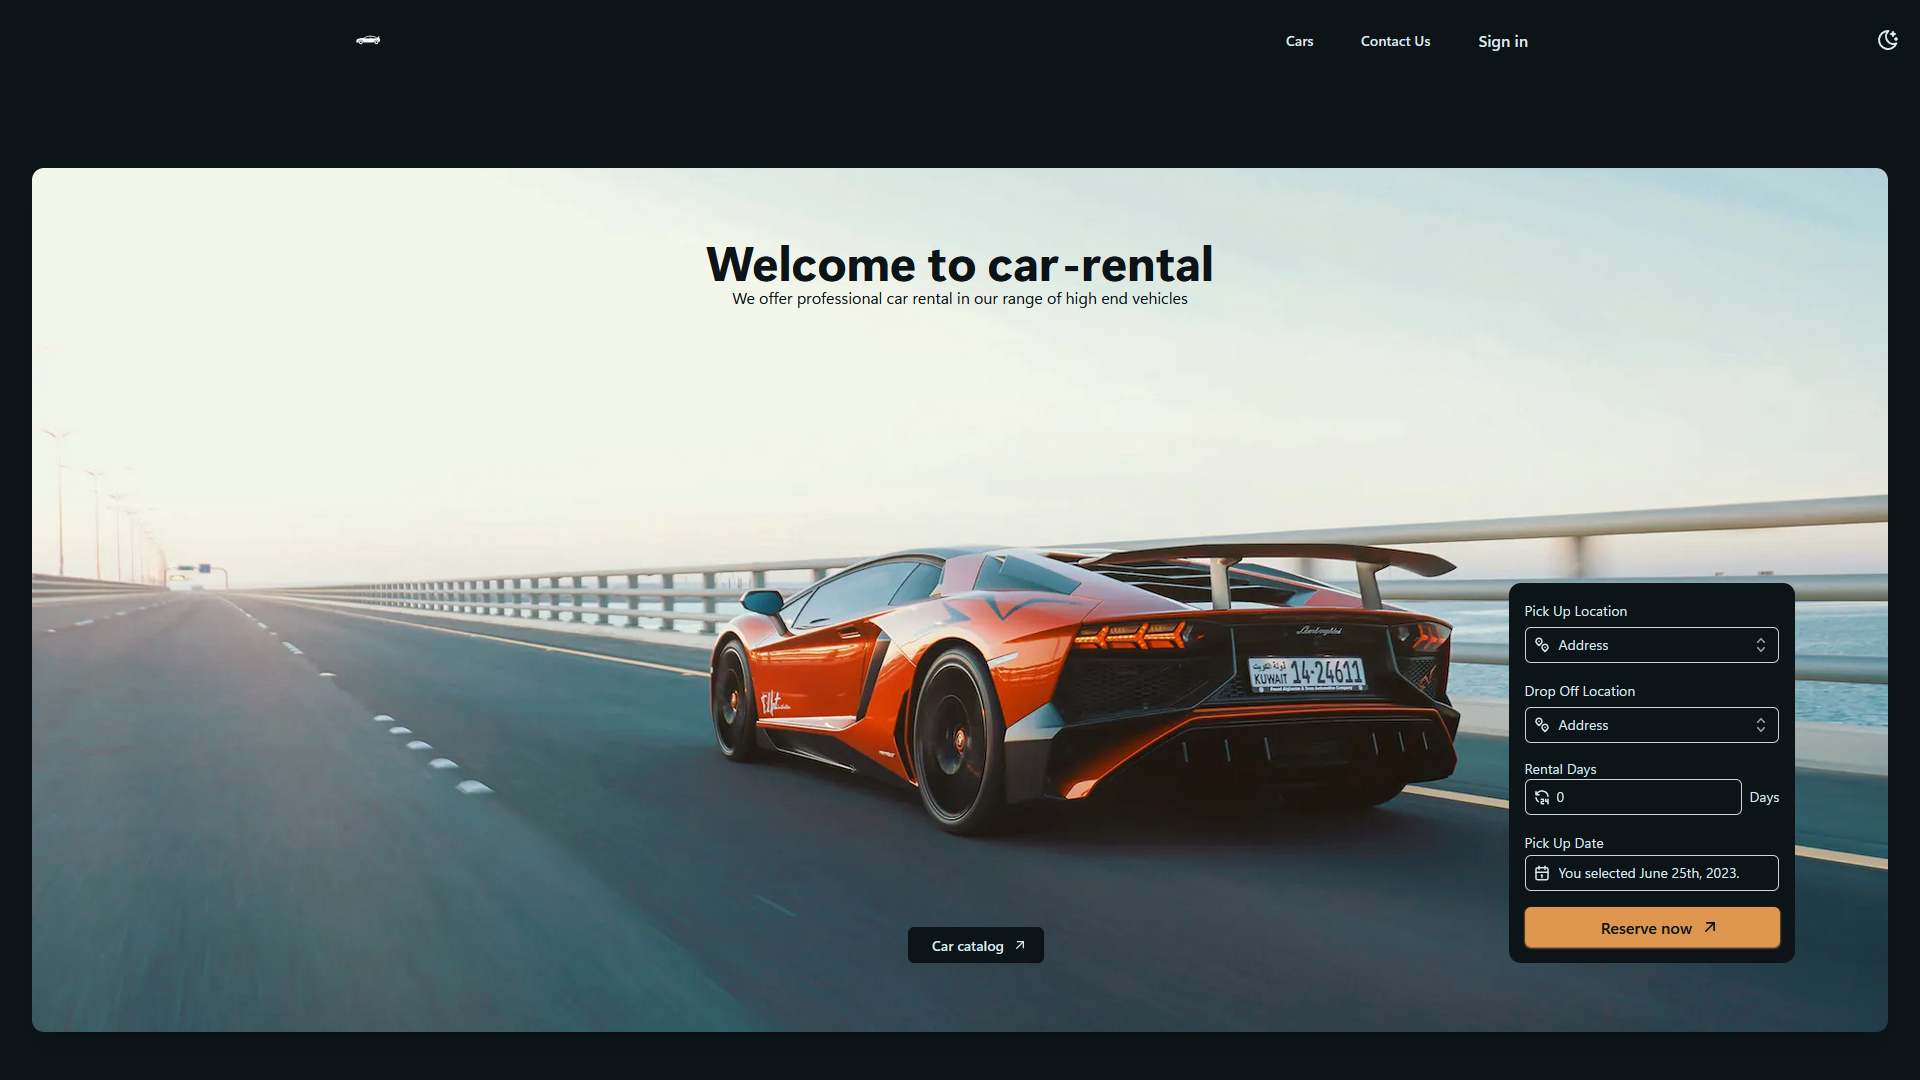 Cars
Contact Us
Sign in
Welcome to car-rental
We offer professional car rental in our range of high end vehicles
Lamborghini
دولة الكويت
KUWAIT
14-24611
Pick Up Location
Address
Drop Off Location
Address
Rental Days
0
Days
Pick Up Date
You selected June 25th, 2023.
Reserve now
Car catalog